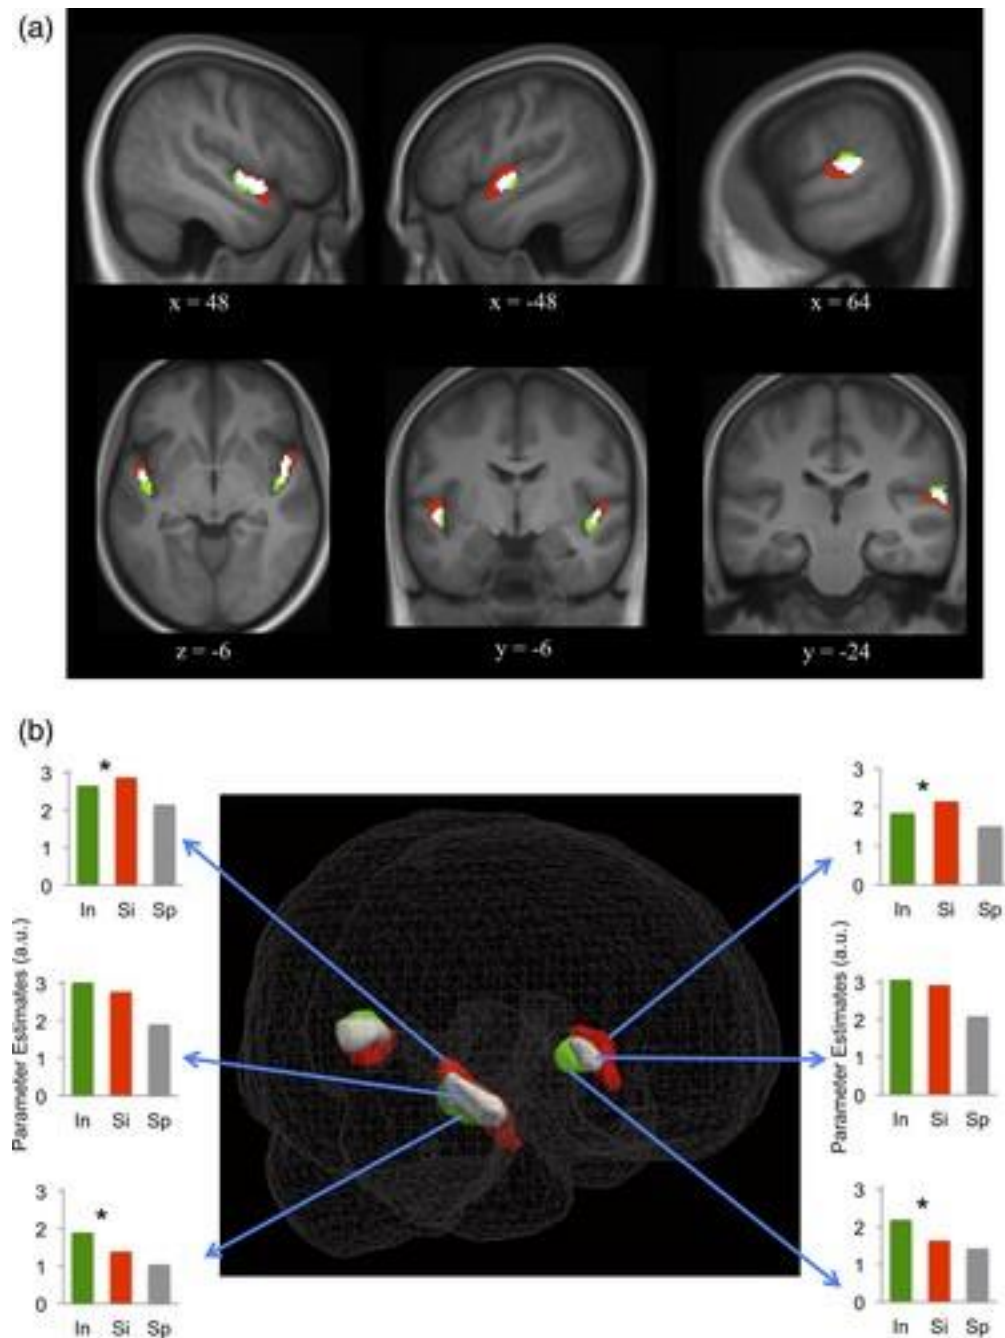 (a)
x = 48
x = -48
x = 64
z = -6
y = -6
y = -24
(b)
Parameter Estimates (a.u.)
3
*
2
1
0
In Si Sp
3
2
1
0
In Si Sp
3
*
2
1
0
In Si Sp
Parameter Estimates (a.u.)
3
*
2
1
0
In Si Sp
3
2
1
0
In Si Sp
3
*
2
1
0
In Si Sp